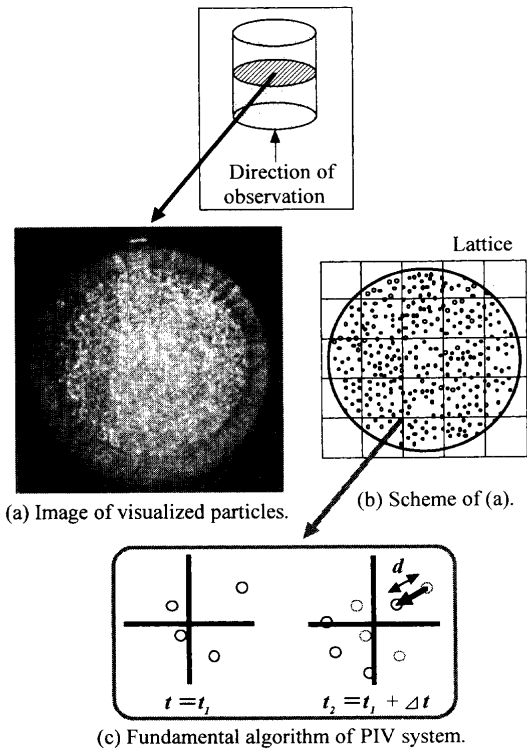 Direction of
observation
Lattice
(a) Image of visualized particles.
(b) Scheme of (a).
d
t = t₁
t₂ = t₁ + Δt
(c) Fundamental algorithm of PIV system.